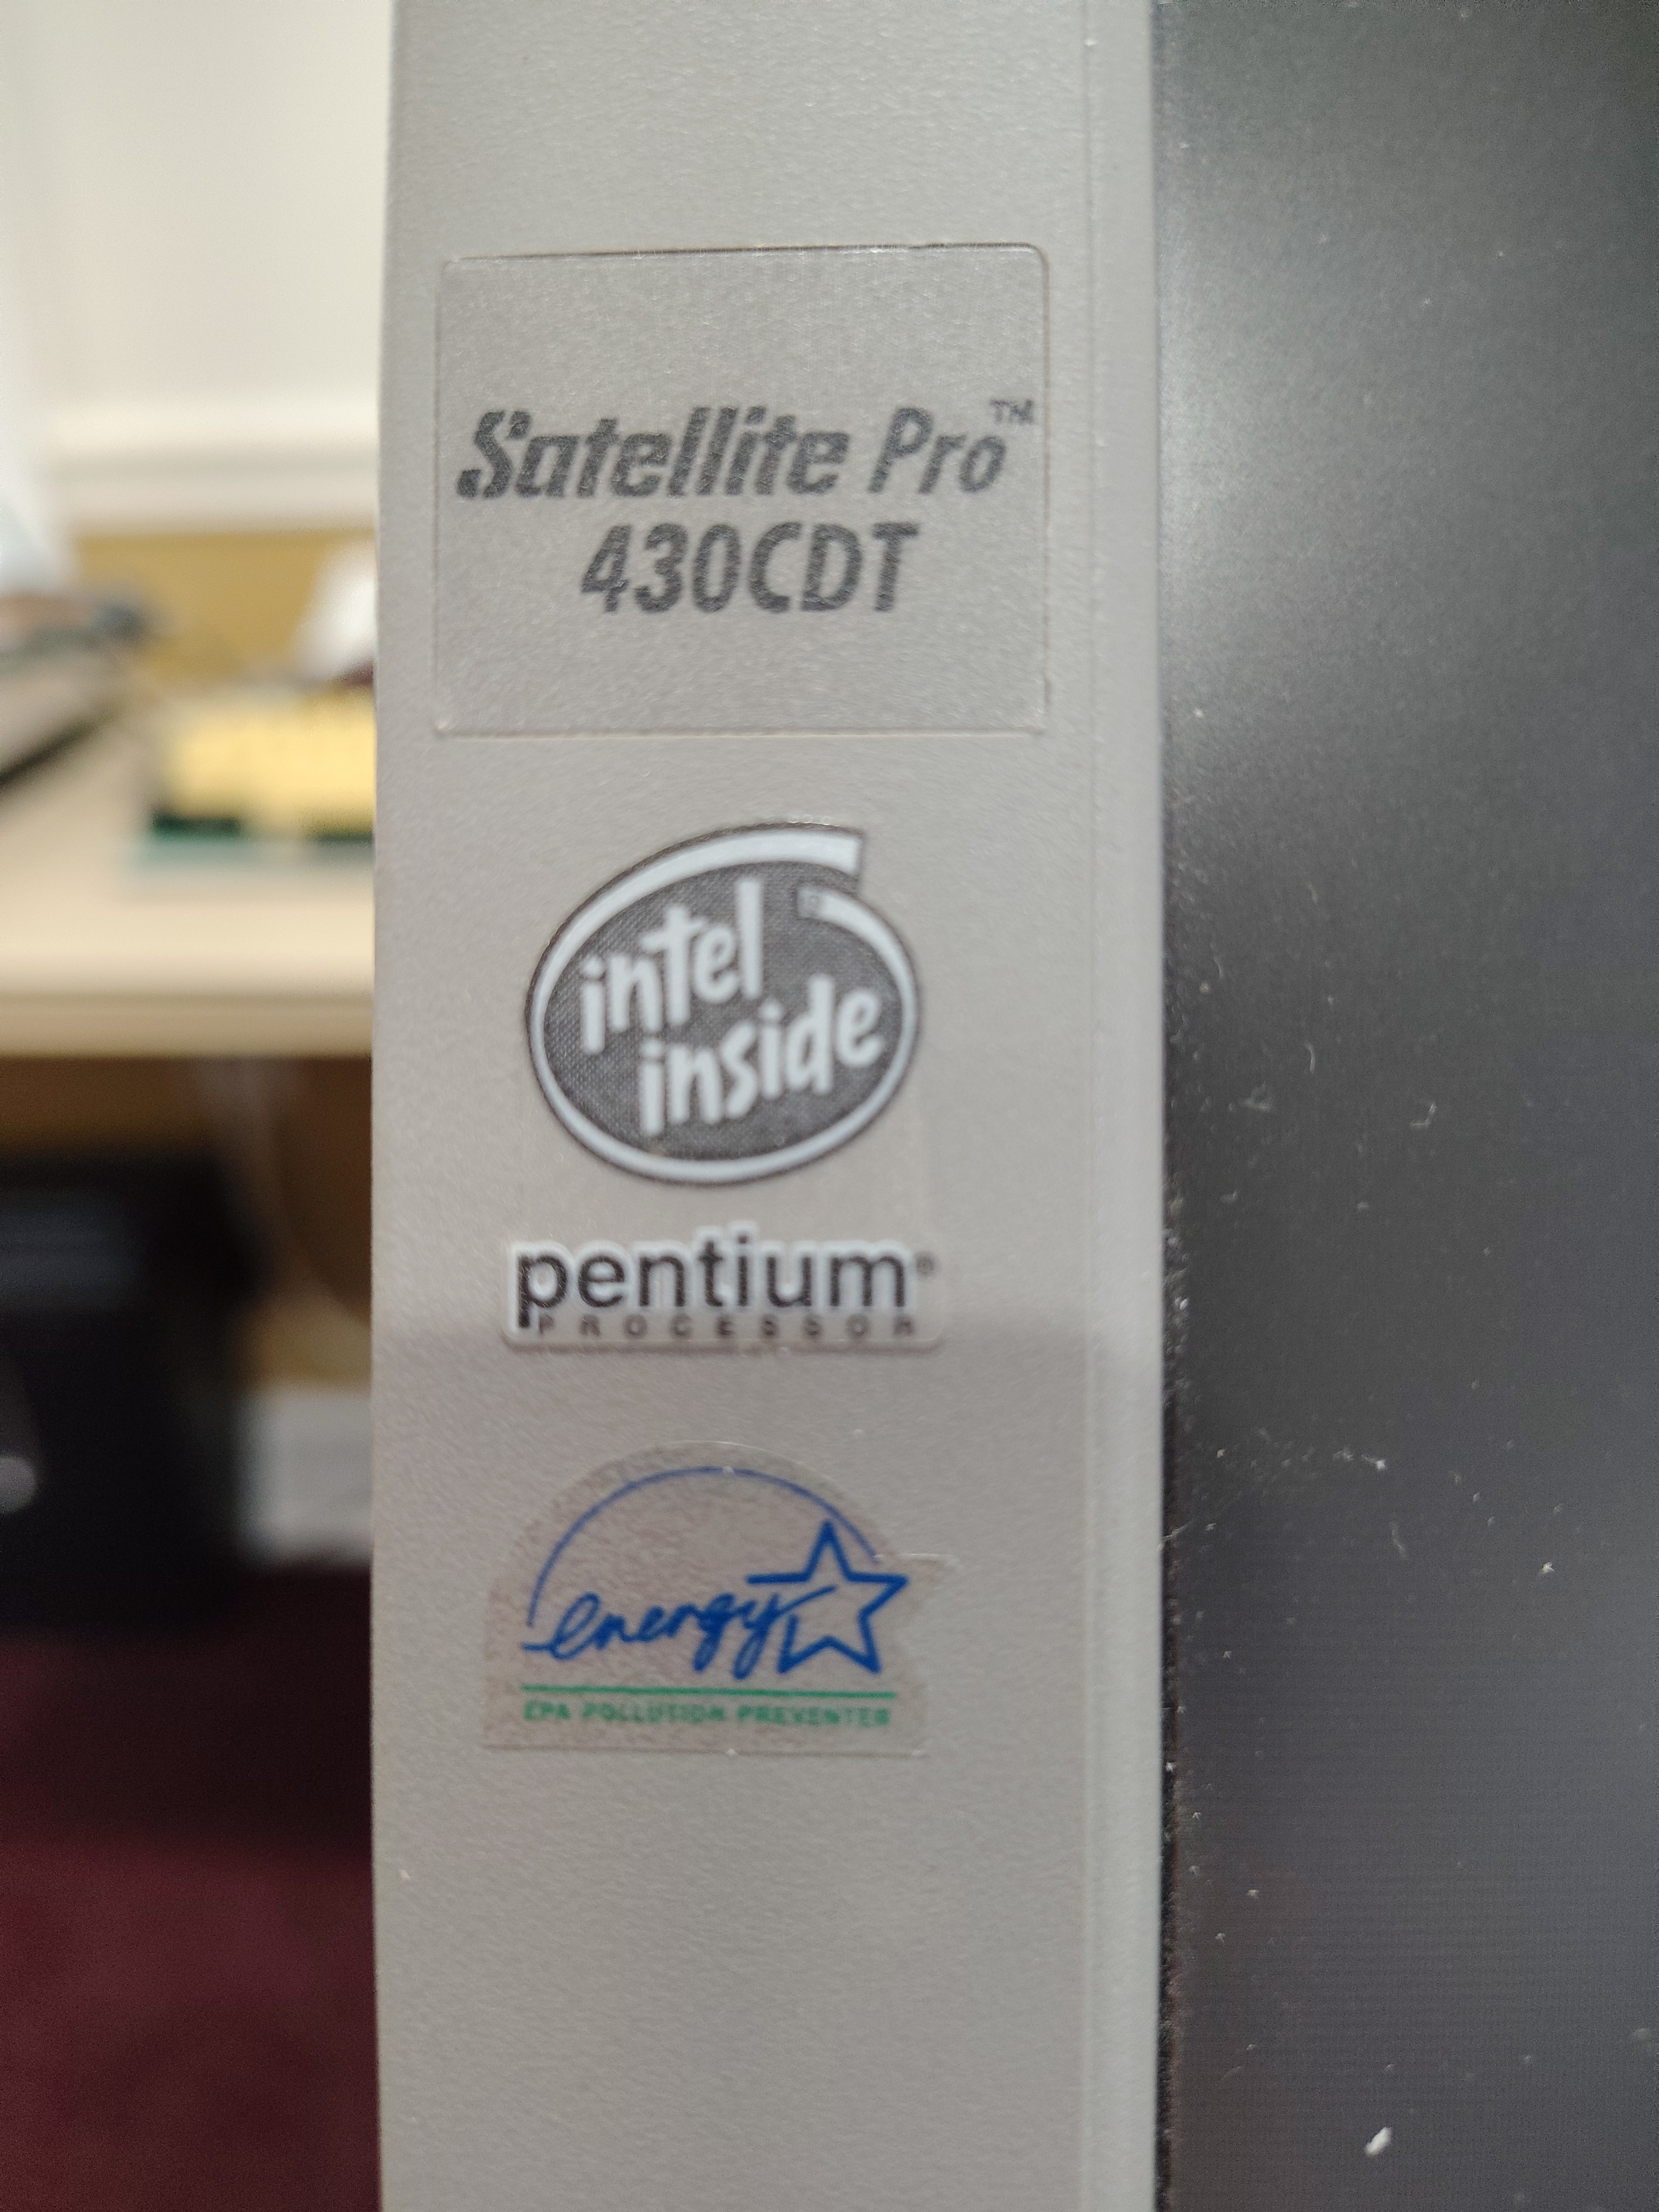 Satellite Pro™
430CDT
intel
inside
pentium®
PROCESSOR
energy
EPA POLLUTION PREVENTER